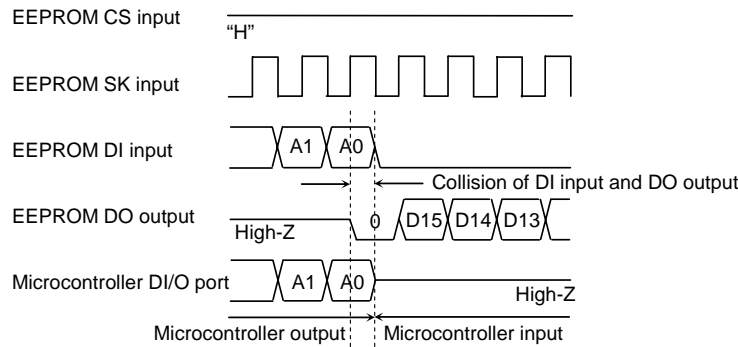 EEPROM CS input
“H”
EEPROM SK input
EEPROM DI input
A1 A0
Collision of DI input and DO output
EEPROM DO output
High-Z
0 D15 D14 D13
Microcontroller DI/O port
A1 A0
High-Z
Microcontroller output Microcontroller input